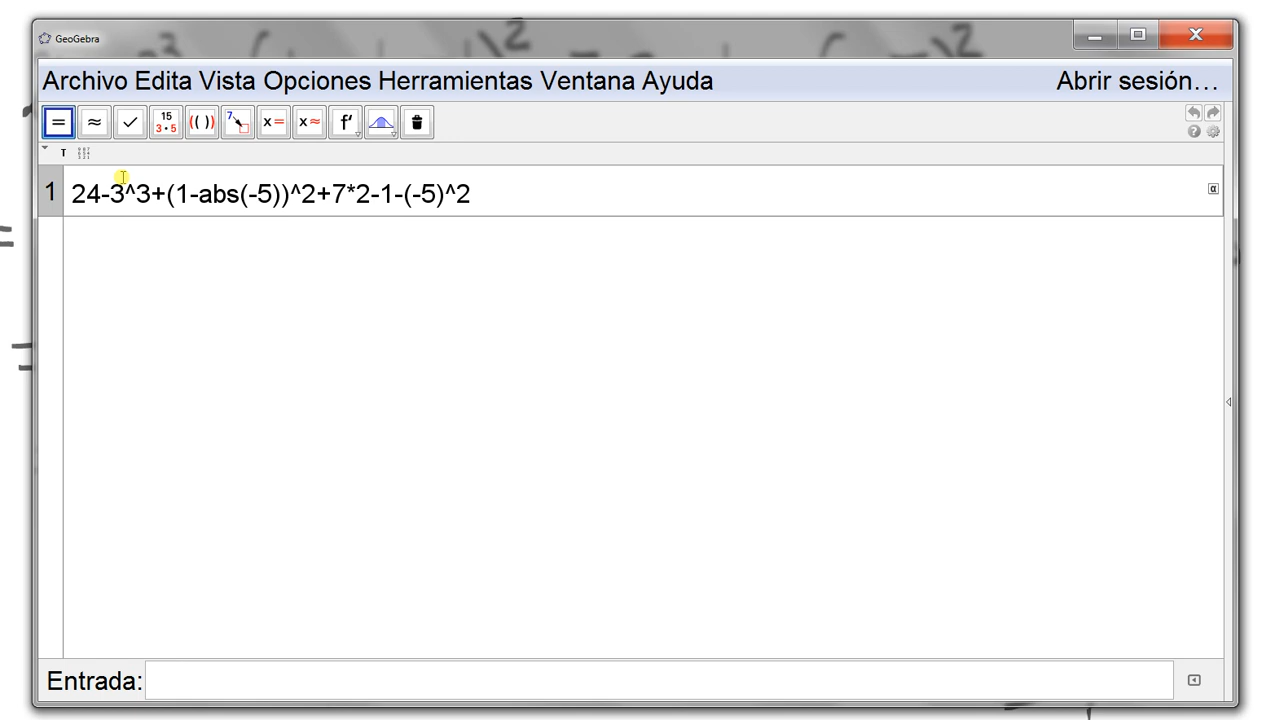 GeoGebra
Archivo Edita Vista Opciones Herramientas Ventana Ayuda Abrir sesión…
= ≈ ✓ 15 3•5 (( )) 7 x= x≈ f'
T
1 24-3^3+(1-abs(-5))^2+7*2-1-(-5)^2 α
Entrada: